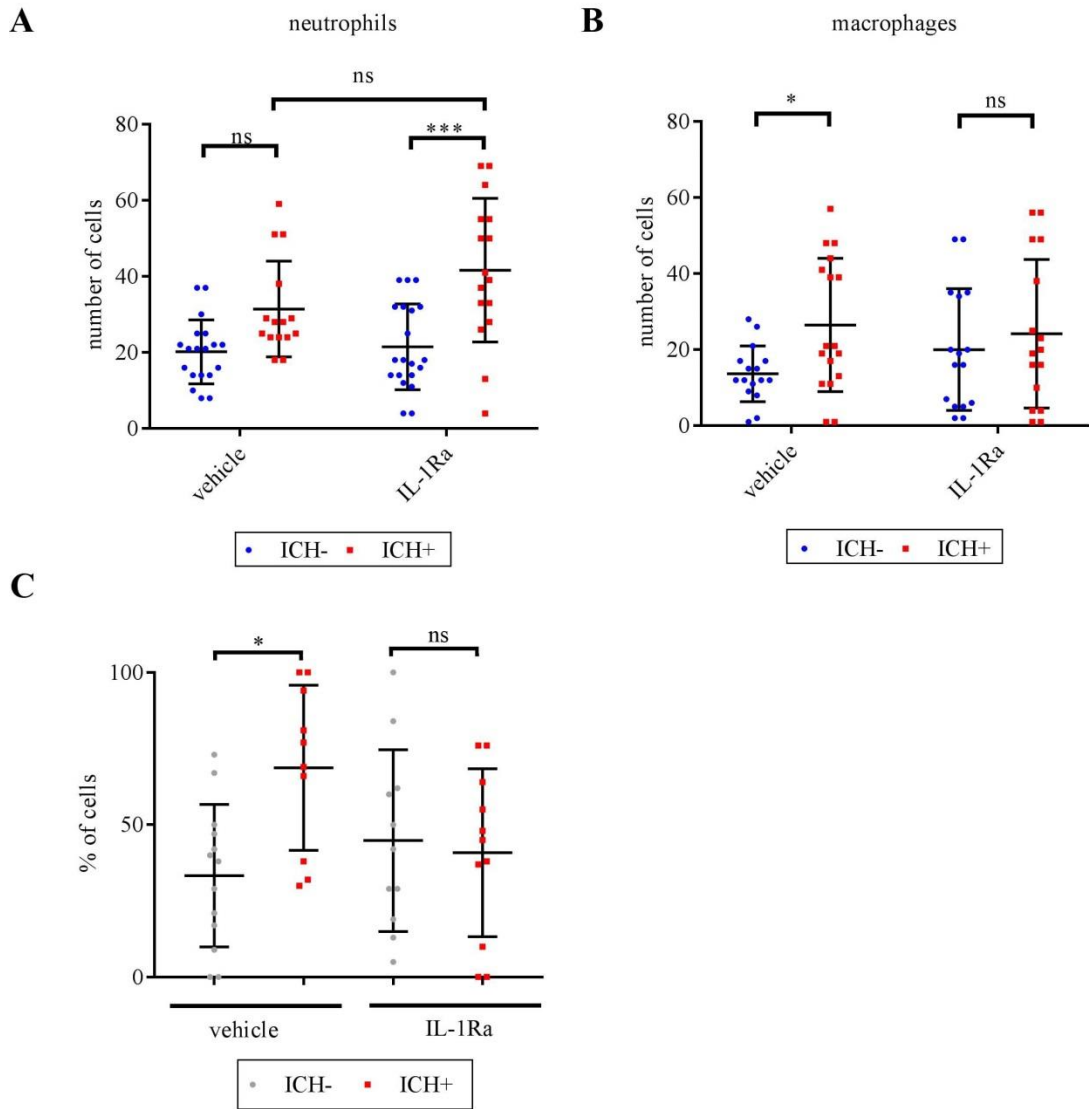 A
neutrophils
ns
ns
***
number of cells
80
60
40
20
0
vehicle
IL-1Ra
ICH- ICH+
B
macrophages
*
ns
number of cells
80
60
40
20
0
vehicle
IL-1Ra
ICH- ICH+
C
*
ns
% of cells
100
50
0
vehicle
IL-1Ra
ICH- ICH+